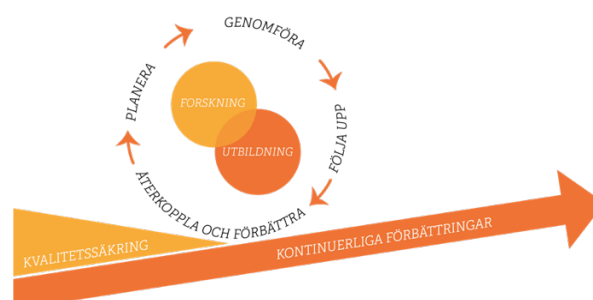 GENOMFÖRA
PLANERA
FORSKNING
FÖLJA UPP
UTBILDNING
ÅTERKOPPLA OCH FÖRBÄTTRA
KVALITETSSÄKRING
KONTINUERLIGA FÖRBÄTTRINGAR